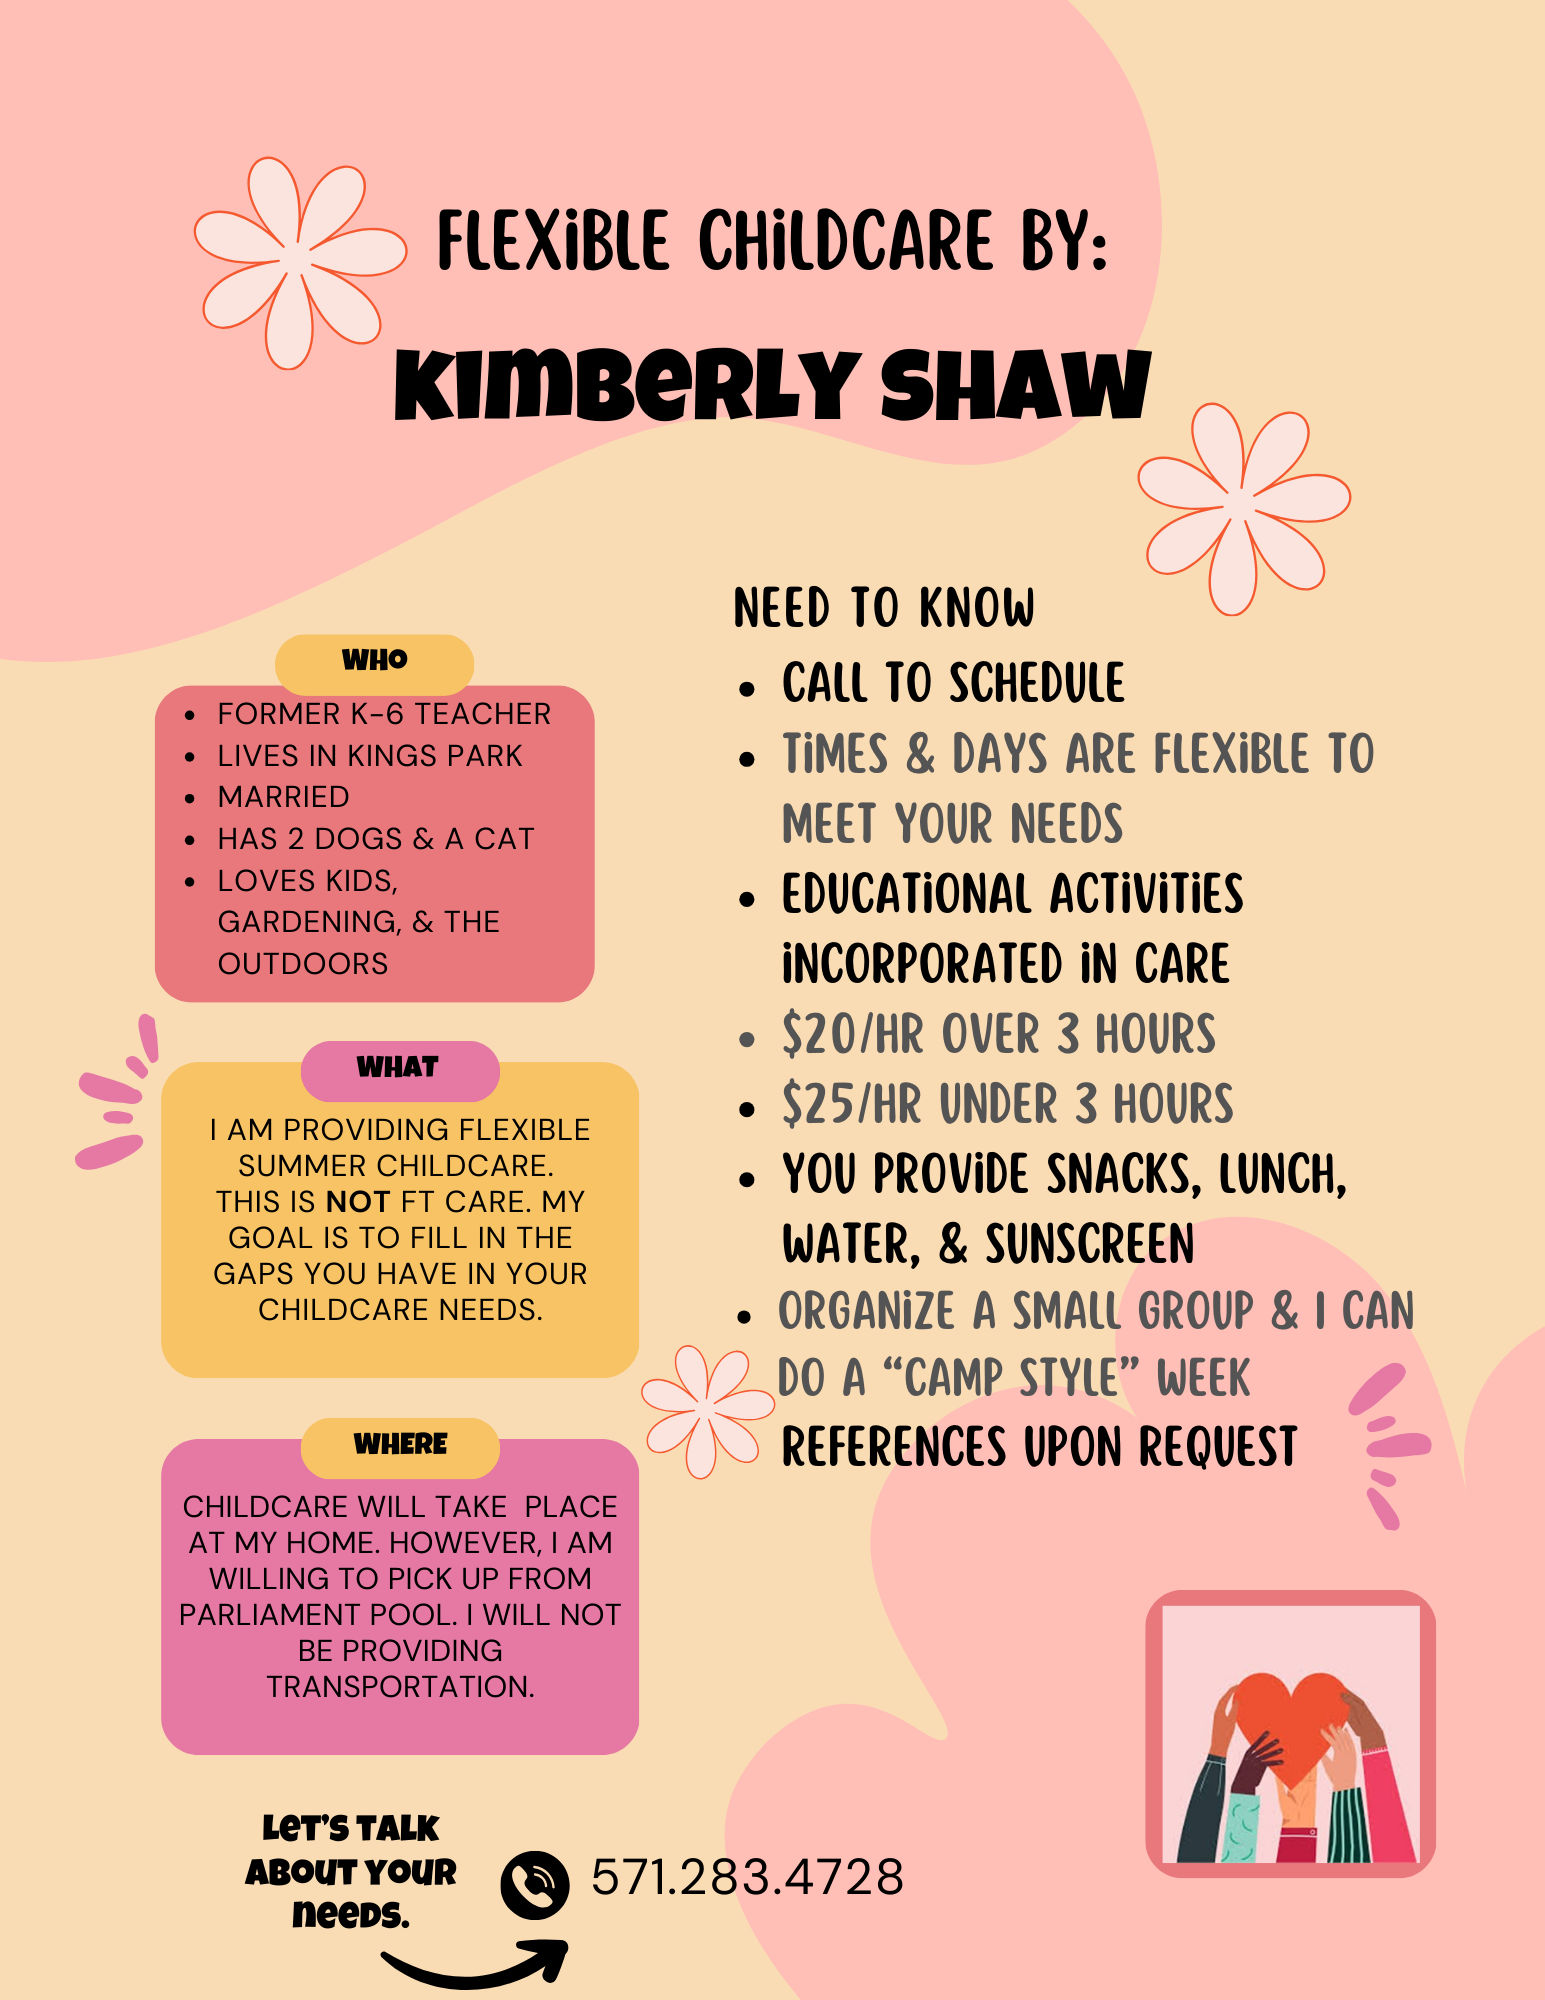 FLEXiBLE CHiLDCARE BY:
KIMBERLY SHAW
WHO
• FORMER K-6 TEACHER
• LIVES IN KINGS PARK
• MARRIED
• HAS 2 DOGS & A CAT
• LOVES KIDS,
GARDENING, & THE
OUTDOORS
WHAT
I AM PROVIDING FLEXIBLE
SUMMER CHILDCARE.
THIS IS NOT FT CARE. MY
GOAL IS TO FILL IN THE
GAPS YOU HAVE IN YOUR
CHILDCARE NEEDS.
WHERE
CHILDCARE WILL TAKE PLACE
AT MY HOME. HOWEVER, I AM
WILLING TO PICK UP FROM
PARLIAMENT POOL. I WILL NOT
BE PROVIDING
TRANSPORTATION.
NEED TO KNOW
• CALL TO SCHEDULE
• TiMES & DAYS ARE FLEXiBLE TO
MEET YOUR NEEDS
• EDUCATiONAL ACTiViTiES
iNCORPORATED iN CARE
• $20/HR OVER 3 HOURS
• $25/HR UNDER 3 HOURS
• YOU PROViDE SNACKS, LUNCH,
WATER, & SUNSCREEN
• ORGANiZE A SMALL GROUP & I CAN
DO A “CAMP STYLE” WEEK
REFERENCES UPON REQUEST
LET'S TALK
ABOUT YOUR
NEEDS.
571.283.4728